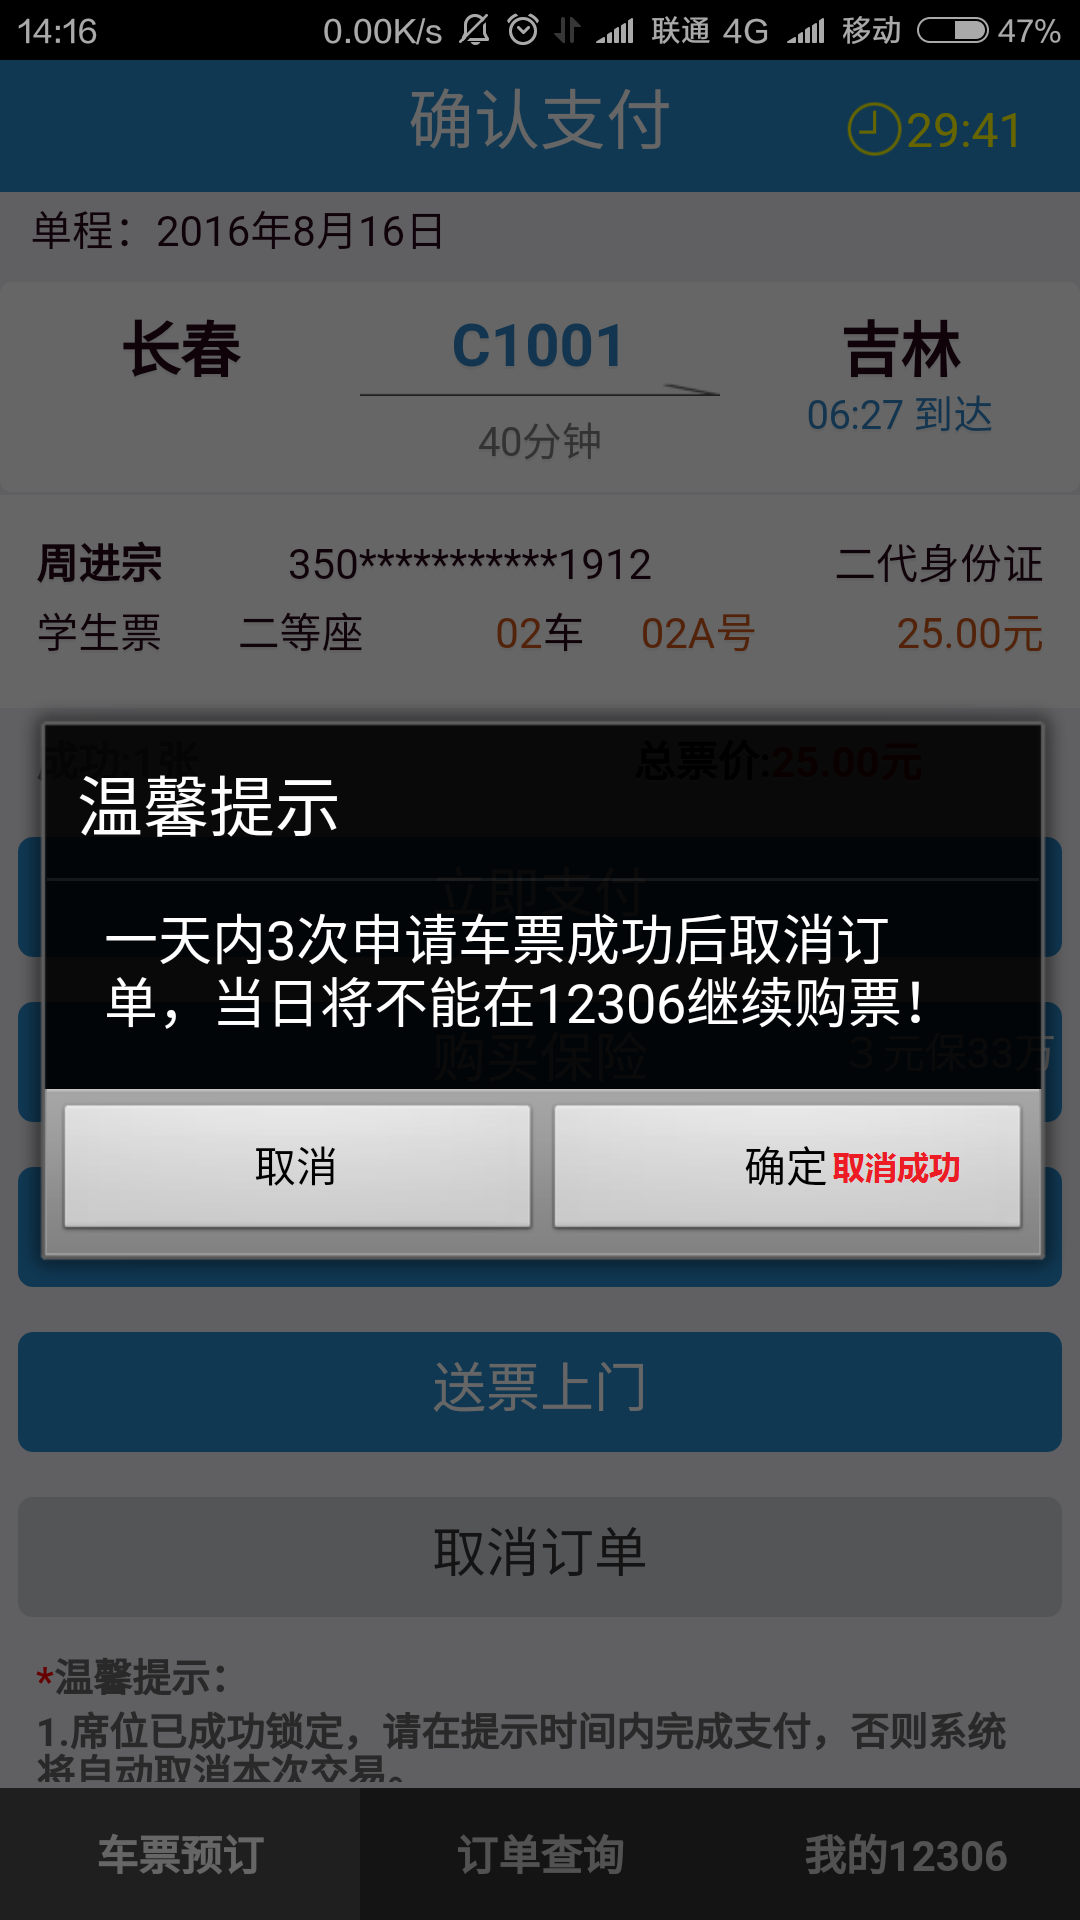 14:16 0.00K/s 联通 4G 移动 47%
确认支付 29:41
单程：2016年8月16日
长春 C1001 吉林
06:27 到达
40分钟
周进宗 350***********1912 二代身份证
学生票 二等座 02车 02A号 25.00元
成功:1张 总票价:25.00元
温馨提示
立即支付
一天内3次申请车票成功后取消订
单，当日将不能在12306继续购票！
购买保险 3 元保33万
取消 确定 取消成功
送票上门
取消订单
*温馨提示：
1.席位已成功锁定，请在提示时间内完成支付，否则系统
将自动取消本次交易。
车票预订 订单查询 我的12306